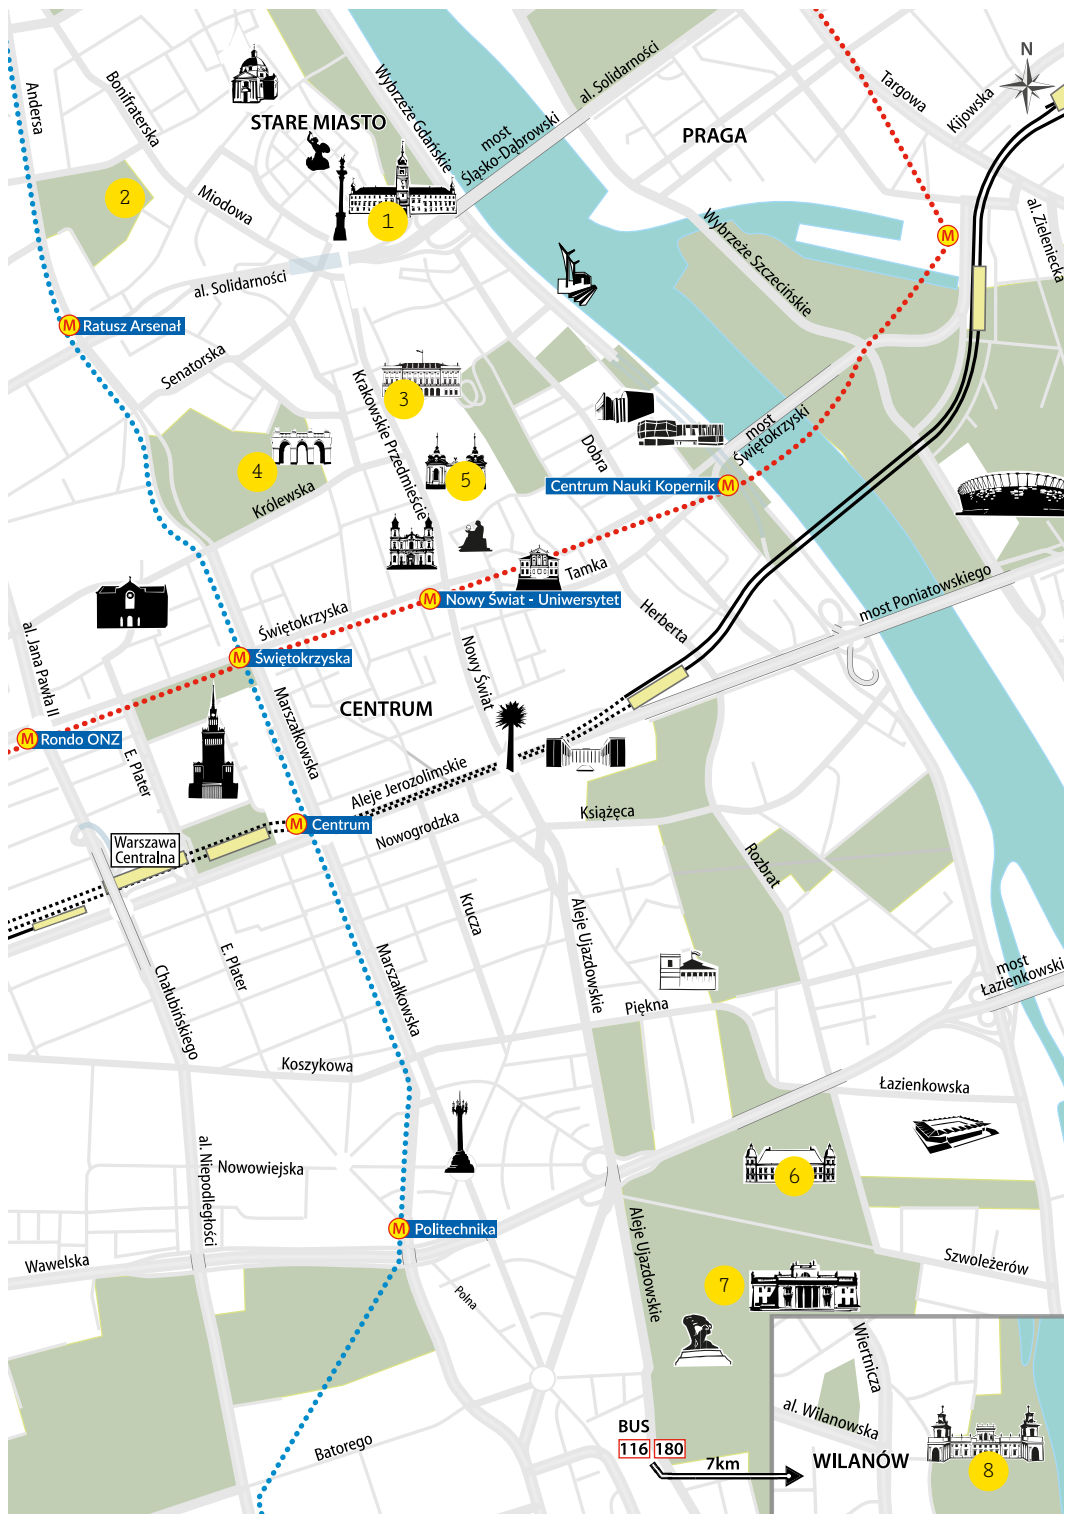 N
Andersa
Bonifraterska
STARE MIASTO
Wybrzeże Gdańskie
most
Śląsko-Dąbrowski
al. Solidarności
PRAGA
Targowa
Kijowska
2
Miodowa
1
al. Zieleniecka
M
Wybrzeże Szczecińskie
al. Solidarności
M Ratusz Arsenał
Senatorska
Krakowskie Przedmieście
3
Dobra
most
Świętokrzyski
4
5
Królewska
Centrum Nauki Kopernik M
Tamka
most Poniatowskiego
M Nowy Świat - Uniwersytet
Świętokrzyska
Herberta
al. Jana Pawła II
M Świętokrzyska
Nowy Świat
Marszałkowska
CENTRUM
M Rondo ONZ
E. Plater
Aleje Jerozolimskie
M Centrum
Nowogrodzka
Książęca
Warszawa
Centralna
Rozbrat
Krucza
Aleje Ujazdowskie
E. Plater
Marszałkowska
Chałubińskiego
most
Łazienkowski
Piękna
Koszykowa
Łazienkowska
al. Niepodległości
Nowowiejska
6
M Politechnika
Aleje Ujazdowskie
Wawelska
Szwoleżerów
Polna
7
Wiertnicza
al. Wilanowska
Batorego
BUS
116 180
7km
WILANÓW
8